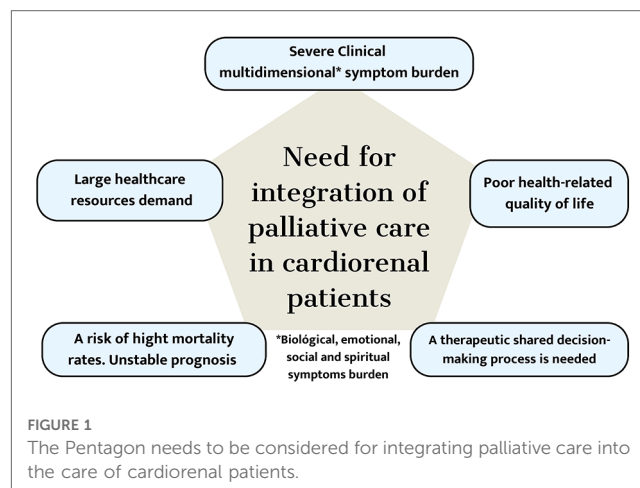 Severe Clinical
multidimensional* symptom burden
Need for
integration of
palliative care
in cardiorenal
patients
Large healthcare
resources demand
Poor health-related
quality of life
A risk of hight mortality
rates. Unstable prognosis
*Biológical, emotional,
social and spiritual
symptoms burden
A therapeutic shared decision-
making process is needed
FIGURE 1
The Pentagon needs to be considered for integrating palliative care into
the care of cardiorenal patients.